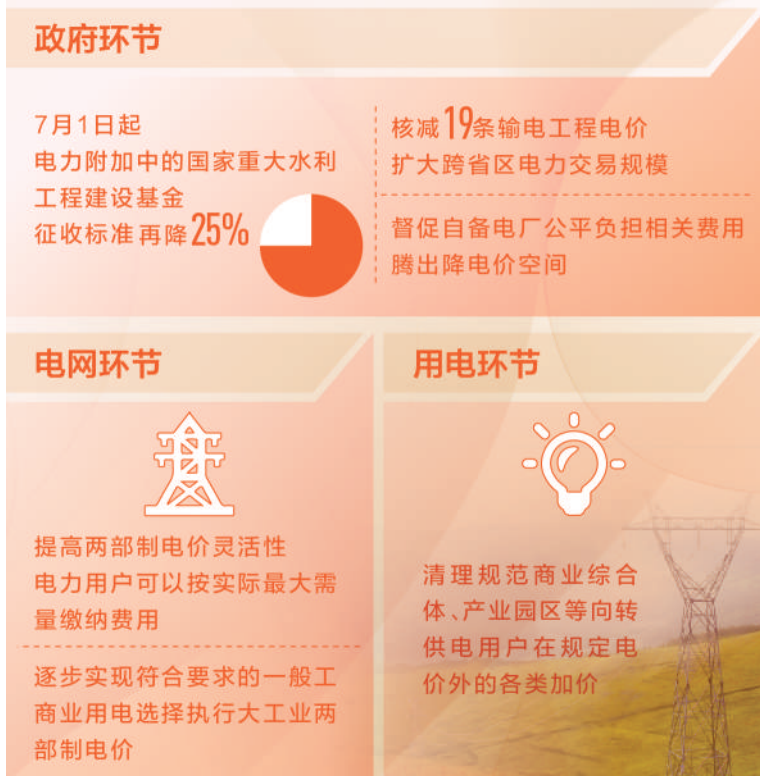 政府环节
7月1日起
电力附加中的国家重大水利
工程建设基金
征收标准再降25%
核减19条输电工程电价
扩大跨省区电力交易规模
督促自备电厂公平负担相关费用
腾出降电价空间
电网环节
提高两部制电价灵活性
电力用户可以按实际最大需
量缴纳费用
逐步实现符合要求的一般工
商业用电选择执行大工业两
部制电价
用电环节
清理规范商业综合
体、产业园区等向转
供电用户在规定电
价外的各类加价